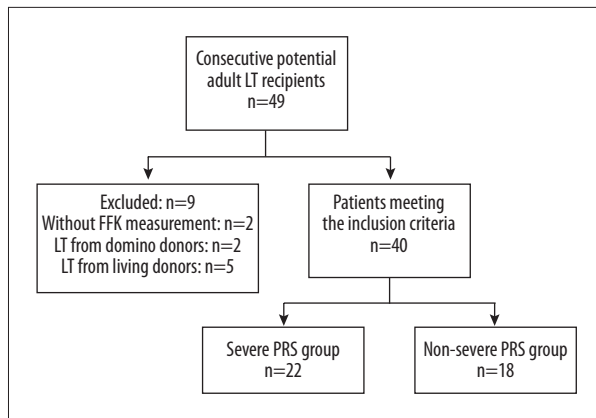 Consecutive potential
adult LT recipients
n=49
Excluded: n=9
Without FFK measurement: n=2
LT from domino donors: n=2
LT from living donors: n=5
Patients meeting
the inclusion criteria
n=40
Severe PRS group
n=22
Non-severe PRS group
n=18